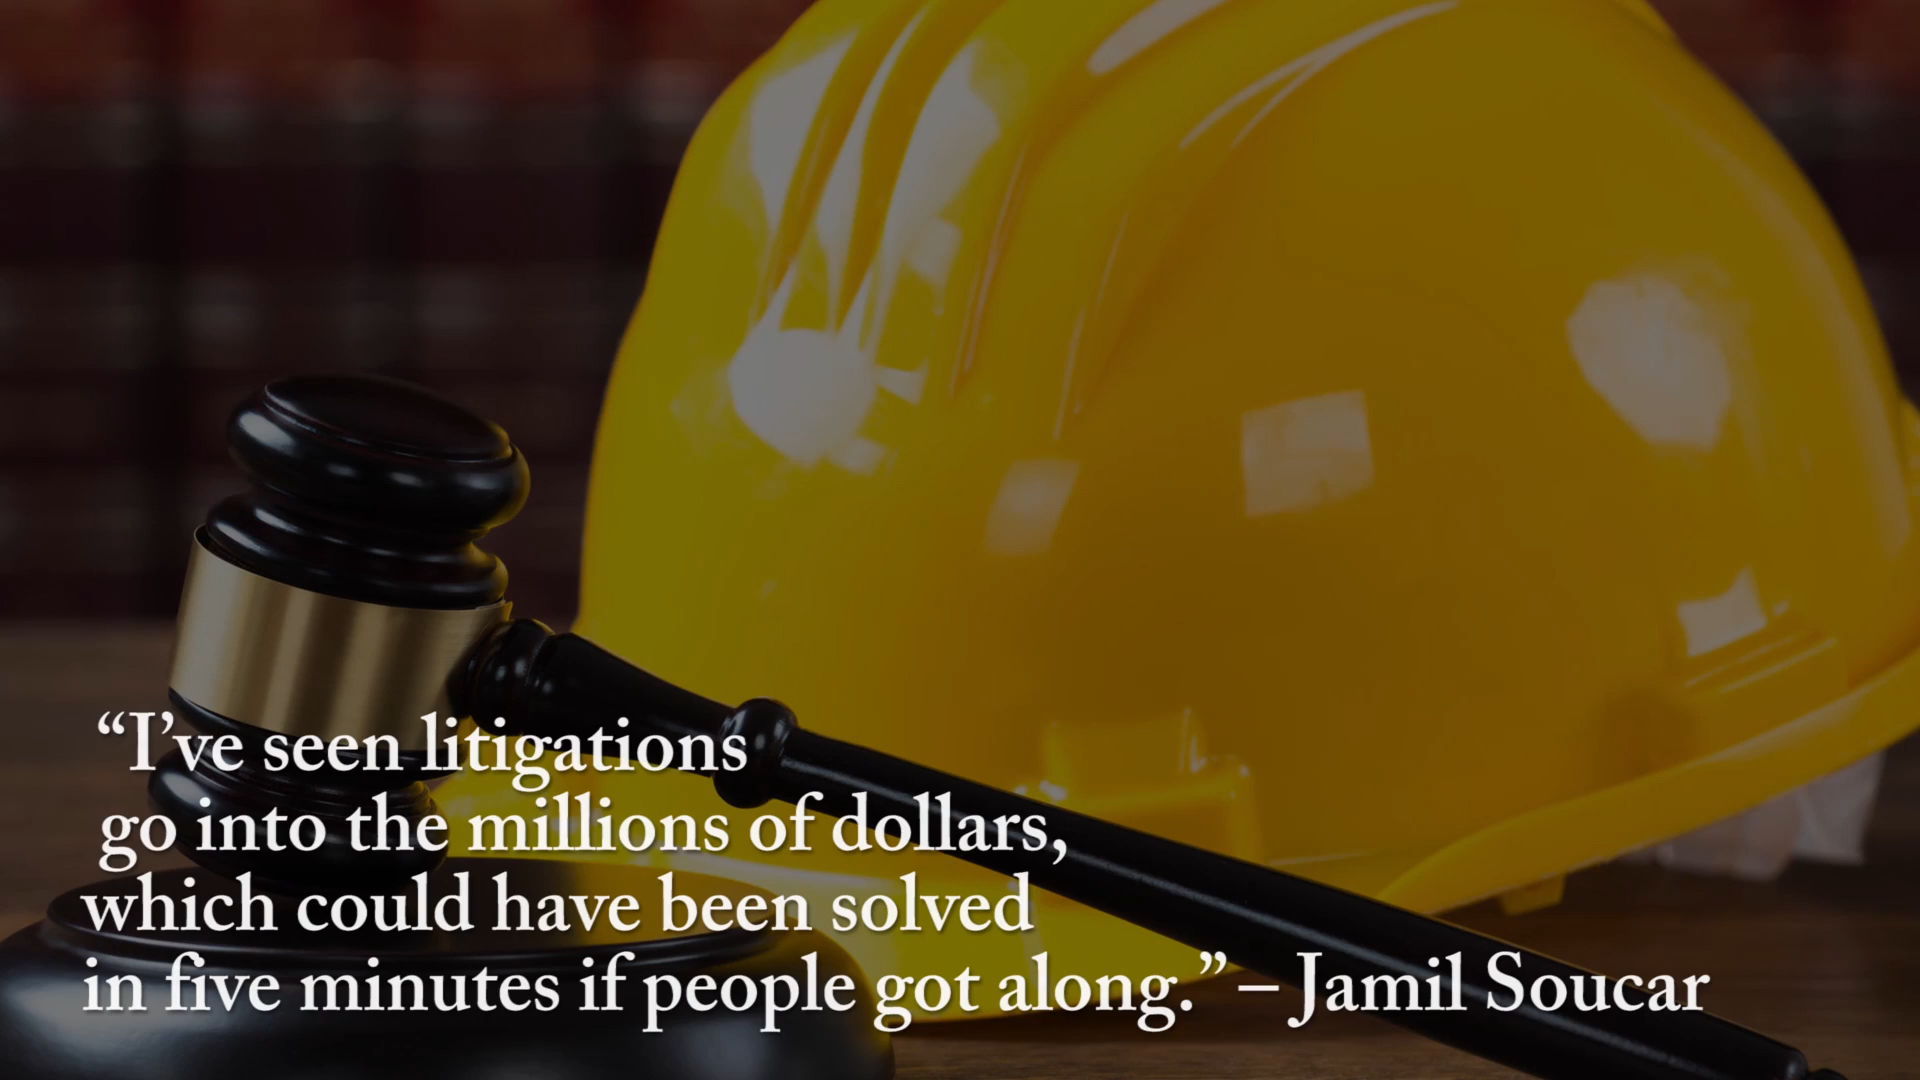 “I’ve seen litigations
go into the millions of dollars,
which could have been solved
in five minutes if people got along.” – Jamil Soucar